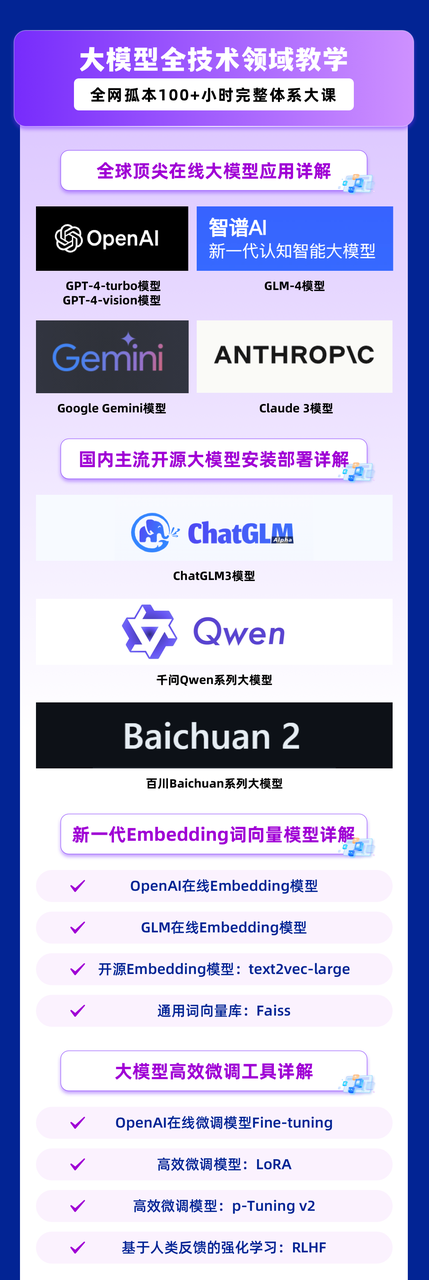 大模型全技术领域教学
全网孤本100+小时完整体系大课
全球顶尖在线大模型应用详解
OpenAI
智谱AI
新一代认知智能大模型
GPT-4-turbo模型
GPT-4-vision模型
GLM-4模型
Gemini
ANTHROP\C
Google Gemini模型
Claude 3模型
国内主流开源大模型安装部署详解
ChatGLM
Alpha
ChatGLM3模型
Qwen
千问Qwen系列大模型
Baichuan 2
百川Baichuan系列大模型
新一代Embedding词向量模型详解
OpenAI在线Embedding模型
GLM在线Embedding模型
开源Embedding模型：text2vec-large
通用词向量库：Faiss
大模型高效微调工具详解
OpenAI在线微调模型Fine-tuning
高效微调模型：LoRA
高效微调模型：p-Tuning v2
基于人类反馈的强化学习：RLHF